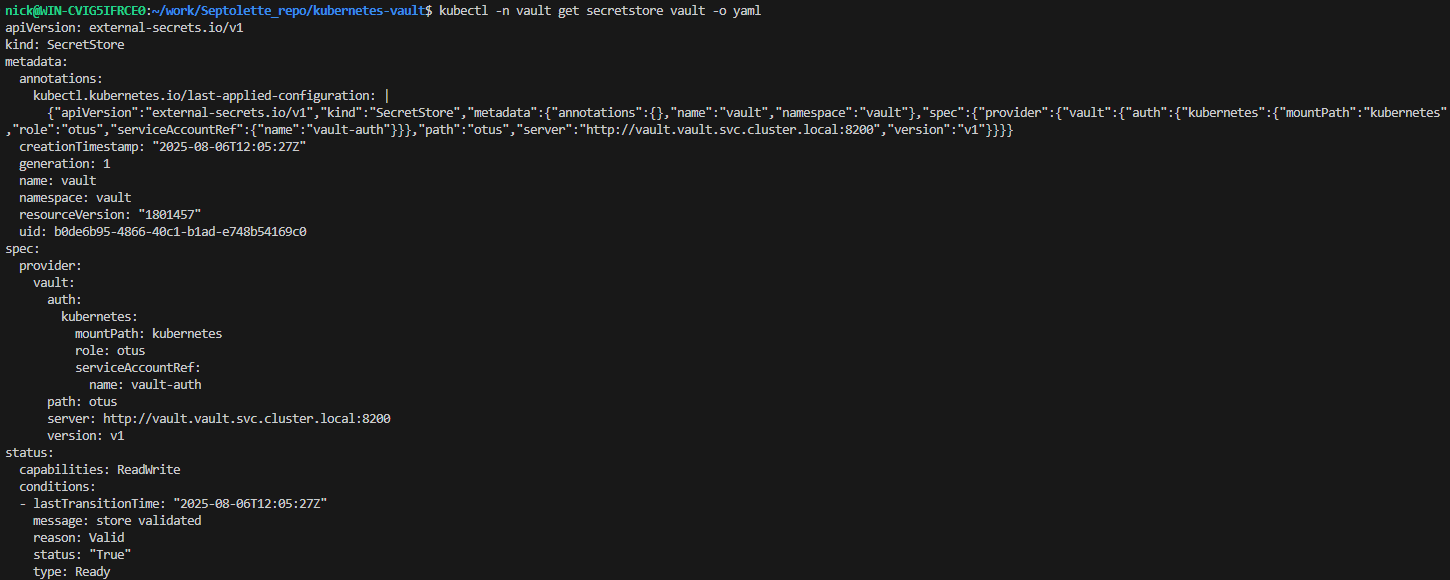 nick@WIN-CVIG5IFRCE0:~/work/Septolette_repo/kubernetes-vault$ kubectl -n vault get secretstore vault -o yaml
apiVersion: external-secrets.io/v1
kind: SecretStore
metadata:
  annotations:
    kubectl.kubernetes.io/last-applied-configuration: |
      {"apiVersion":"external-secrets.io/v1","kind":"SecretStore","metadata":{"annotations":{},"name":"vault","namespace":"vault"},"spec":{"provider":{"vault":{"auth":{"kubernetes":{"mountPath":"kubernetes"
,"role":"otus","serviceAccountRef":{"name":"vault-auth"}}},"path":"otus","server":"http://vault.vault.svc.cluster.local:8200","version":"v1"}}}}
  creationTimestamp: "2025-08-06T12:05:27Z"
  generation: 1
  name: vault
  namespace: vault
  resourceVersion: "1801457"
  uid: b0de6b95-4866-40c1-b1ad-e748b54169c0
spec:
  provider:
    vault:
      auth:
        kubernetes:
          mountPath: kubernetes
          role: otus
          serviceAccountRef:
            name: vault-auth
      path: otus
      server: http://vault.vault.svc.cluster.local:8200
      version: v1
status:
  capabilities: ReadWrite
  conditions:
  - lastTransitionTime: "2025-08-06T12:05:27Z"
    message: store validated
    reason: Valid
    status: "True"
    type: Ready